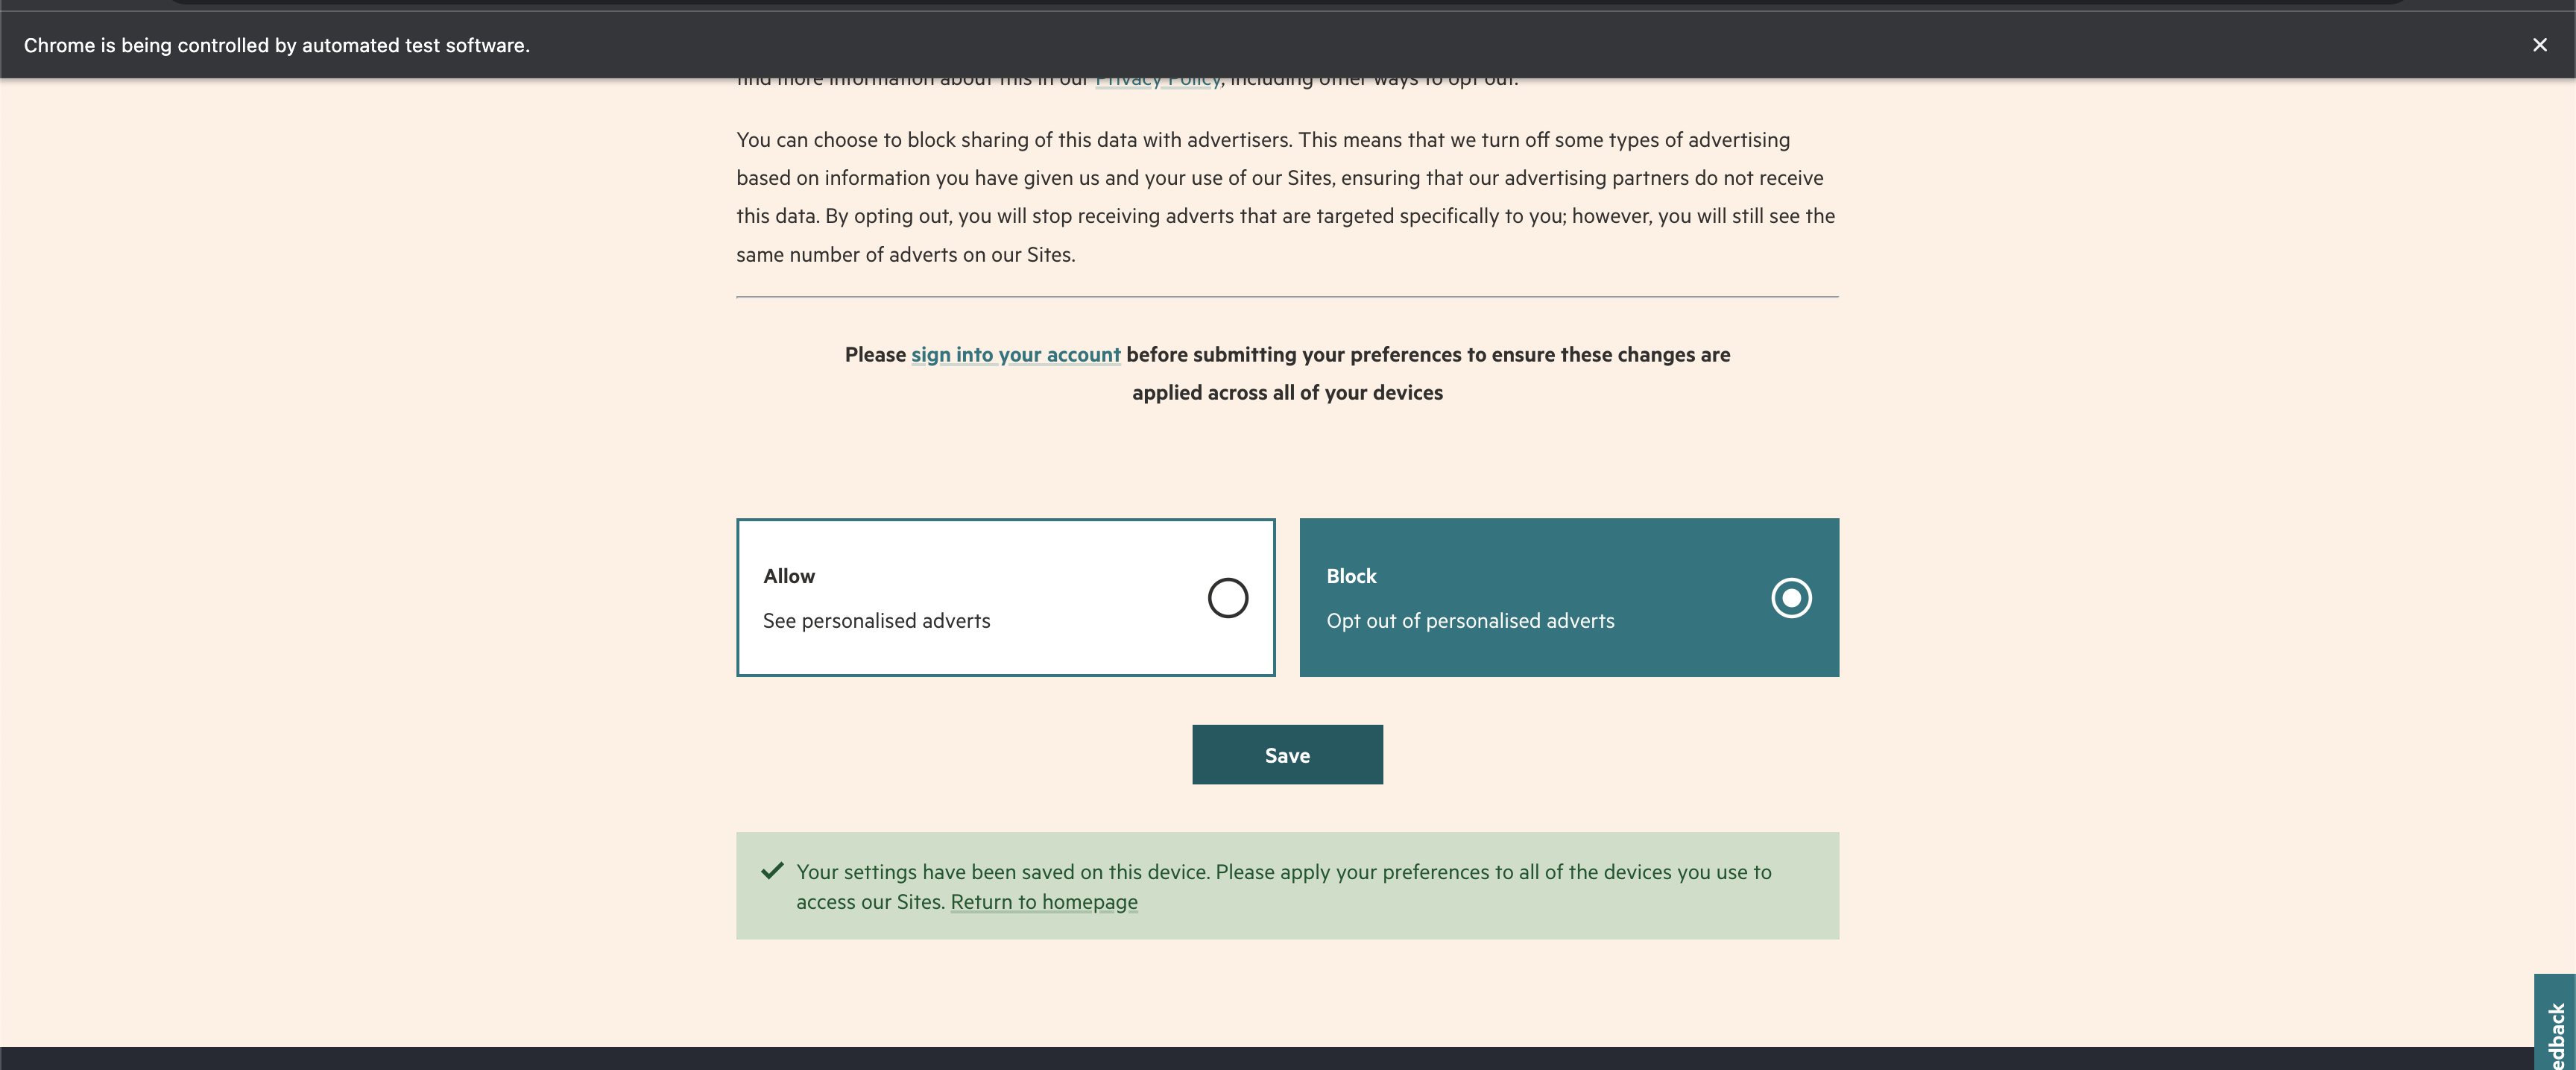 Chrome is being controlled by automated test software.
find more information about this in our Privacy Policy, including other ways to opt out.
You can choose to block sharing of this data with advertisers. This means that we turn off some types of advertising
based on information you have given us and your use of our Sites, ensuring that our advertising partners do not receive
this data. By opting out, you will stop receiving adverts that are targeted specifically to you; however, you will still see the
same number of adverts on our Sites.
Please sign into your account before submitting your preferences to ensure these changes are
applied across all of your devices
Allow
See personalised adverts
Block
Opt out of personalised adverts
Save
Your settings have been saved on this device. Please apply your preferences to all of the devices you use to
access our Sites. Return to homepage
edback